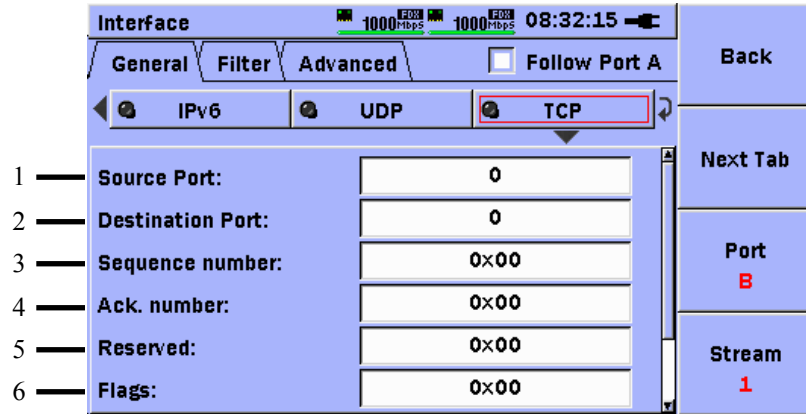 Interface 1000 FDX Mbps 1000 FDX Mbps 08:32:15
General Filter Advanced Follow Port A
IPv6 UDP TCP
1 Source Port: 0
2 Destination Port: 0
3 Sequence number: 0x00
4 Ack. number: 0x00
5 Reserved: 0x00
6 Flags: 0x00
Back
Next Tab
Port
B
Stream
1